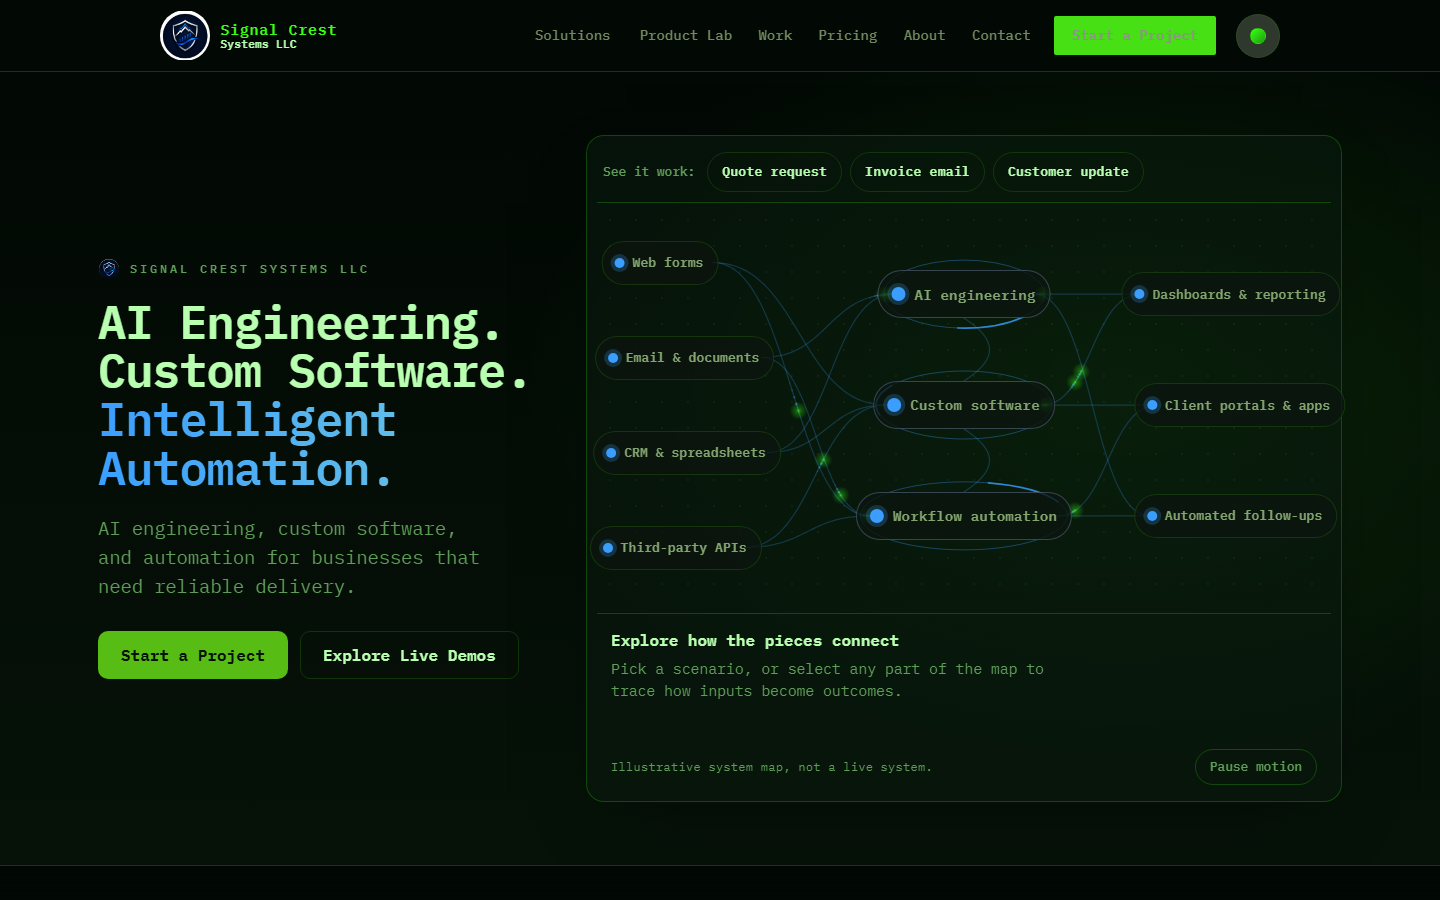 Signal Crest
Systems LLC
Solutions
Product Lab
Work
Pricing
About
Contact
Start a Project
See it work:
Quote request
Invoice email
Customer update
Web forms
Email & documents
CRM & spreadsheets
Third-party APIs
AI engineering
Custom software
Workflow automation
Dashboards & reporting
Client portals & apps
Automated follow-ups
SIGNAL CREST SYSTEMS LLC
AI Engineering.
Custom Software.
Intelligent
Automation.
AI engineering, custom software,
and automation for businesses that
need reliable delivery.
Start a Project
Explore Live Demos
Explore how the pieces connect
Pick a scenario, or select any part of the map to
trace how inputs become outcomes.
Illustrative system map, not a live system.
Pause motion